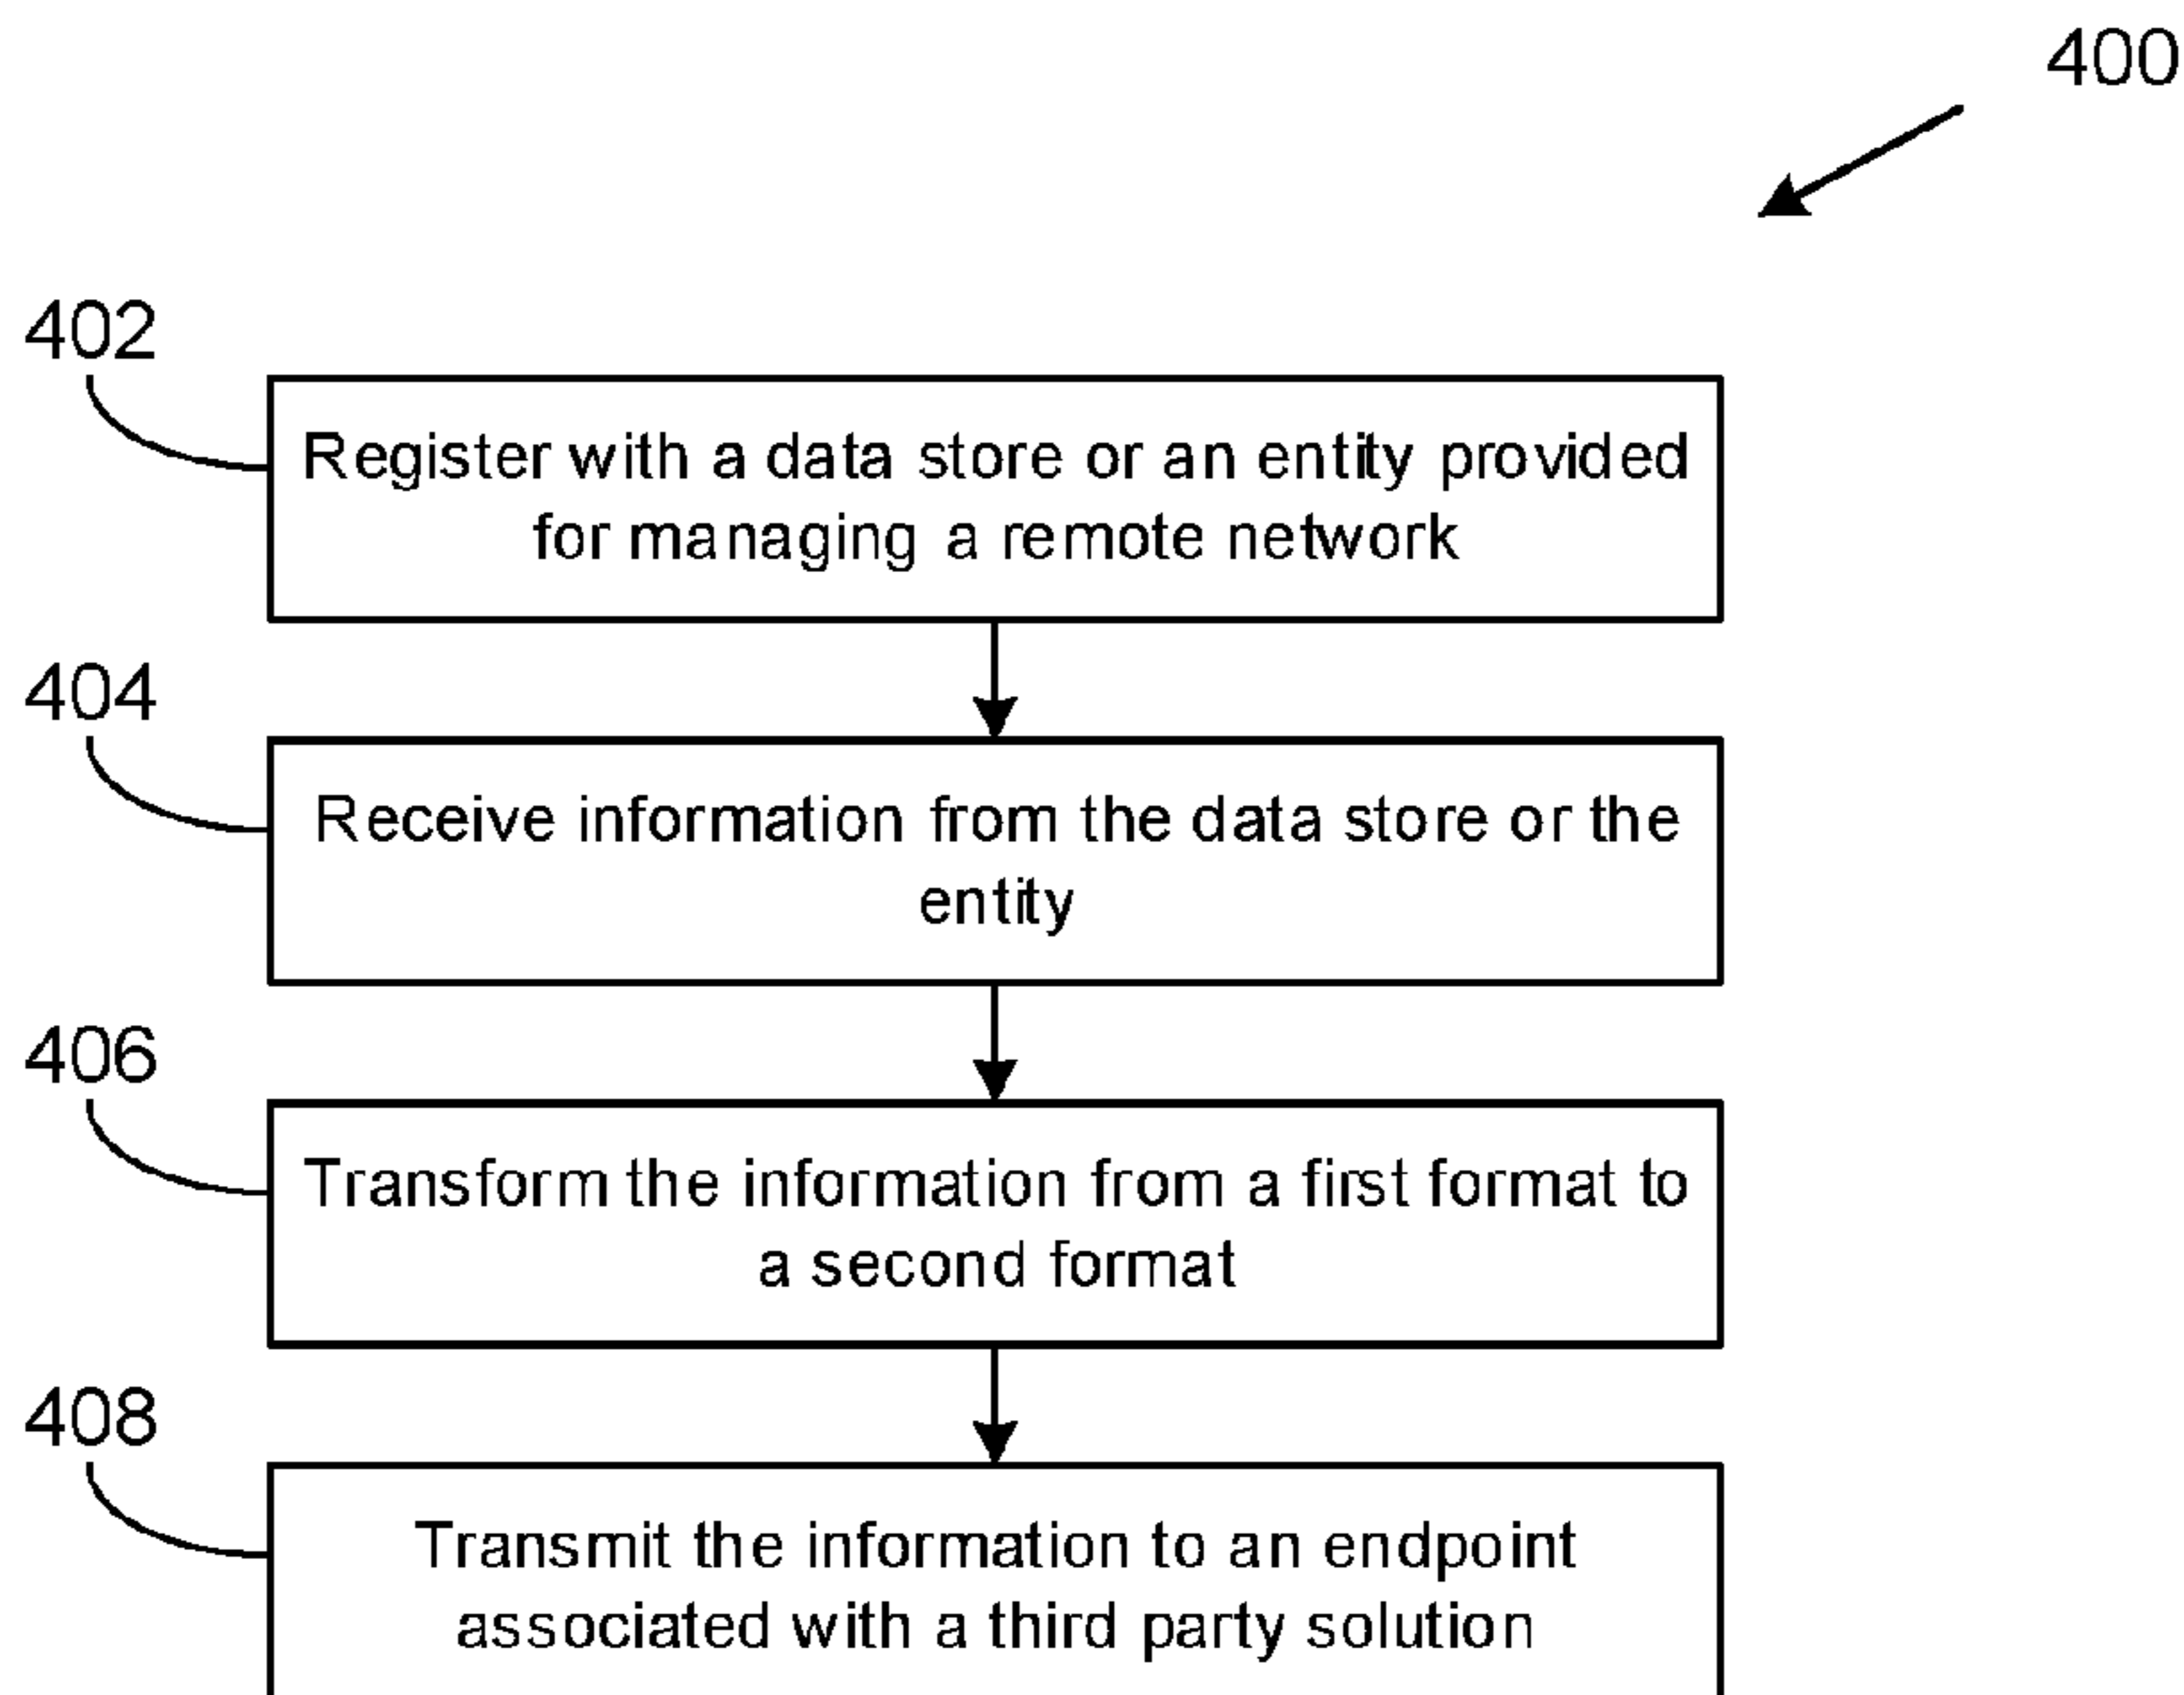 400
402
Register with a data store or an entity provided
for managing a remote network
404
Receive information from the data store or the
entity
406
Transform the information from a first format to
a second format
408
Transmit the information to an endpoint
associated with a third party solution